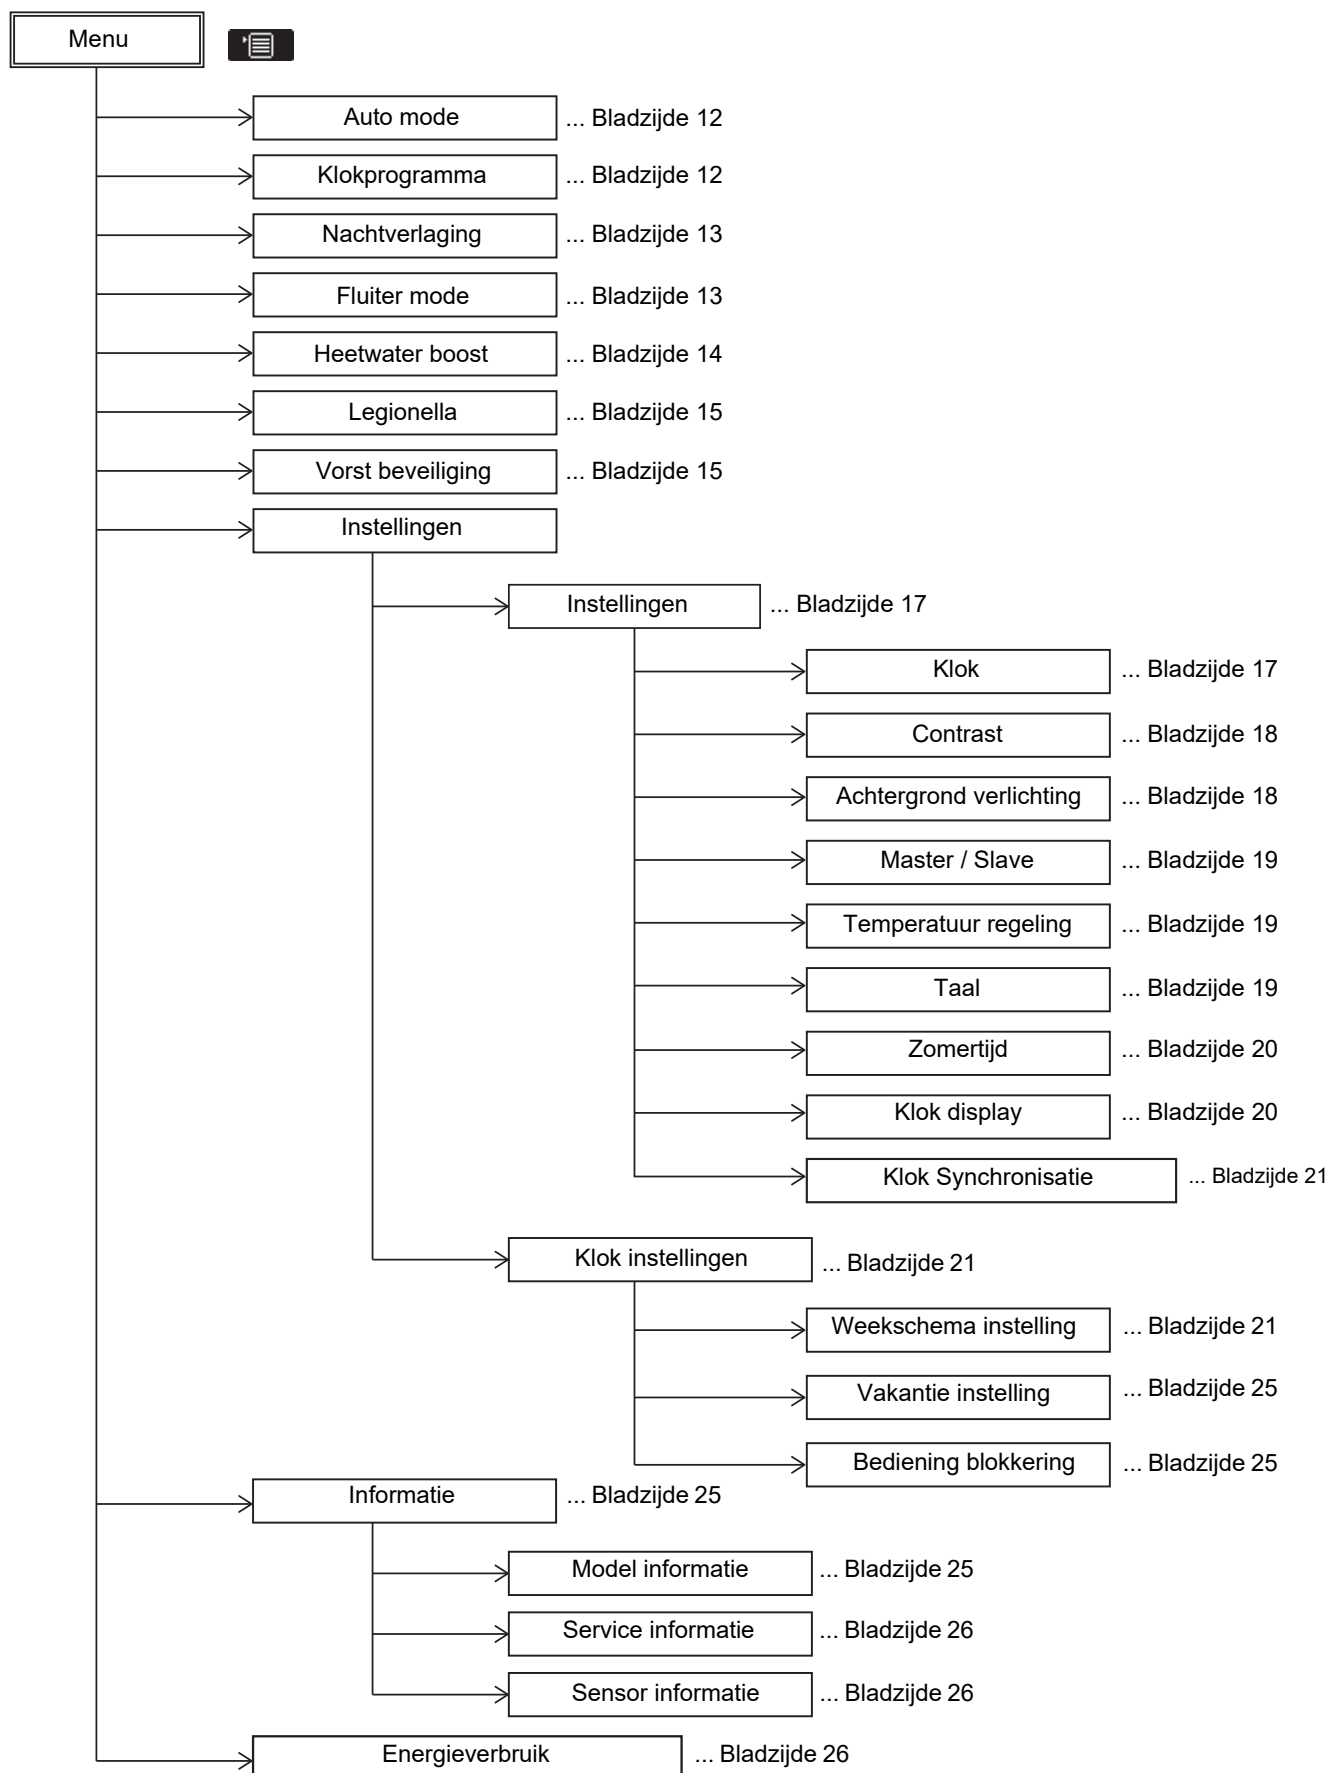 Menu
Auto mode ... Bladzijde 12
Klokprogramma ... Bladzijde 12
Nachtverlaging ... Bladzijde 13
Fluiter mode ... Bladzijde 13
Heetwater boost ... Bladzijde 14
Legionella ... Bladzijde 15
Vorst beveiliging ... Bladzijde 15
Instellingen
Instellingen ... Bladzijde 17
Klok ... Bladzijde 17
Contrast ... Bladzijde 18
Achtergrond verlichting ... Bladzijde 18
Master / Slave ... Bladzijde 19
Temperatuur regeling ... Bladzijde 19
Taal ... Bladzijde 19
Zomertijd ... Bladzijde 20
Klok display ... Bladzijde 20
Klok Synchronisatie ... Bladzijde 21
Klok instellingen ... Bladzijde 21
Weekschema instelling ... Bladzijde 21
Vakantie instelling ... Bladzijde 25
Bediening blokkering ... Bladzijde 25
Informatie ... Bladzijde 25
Model informatie ... Bladzijde 25
Service informatie ... Bladzijde 26
Sensor informatie ... Bladzijde 26
Energieverbruik ... Bladzijde 26